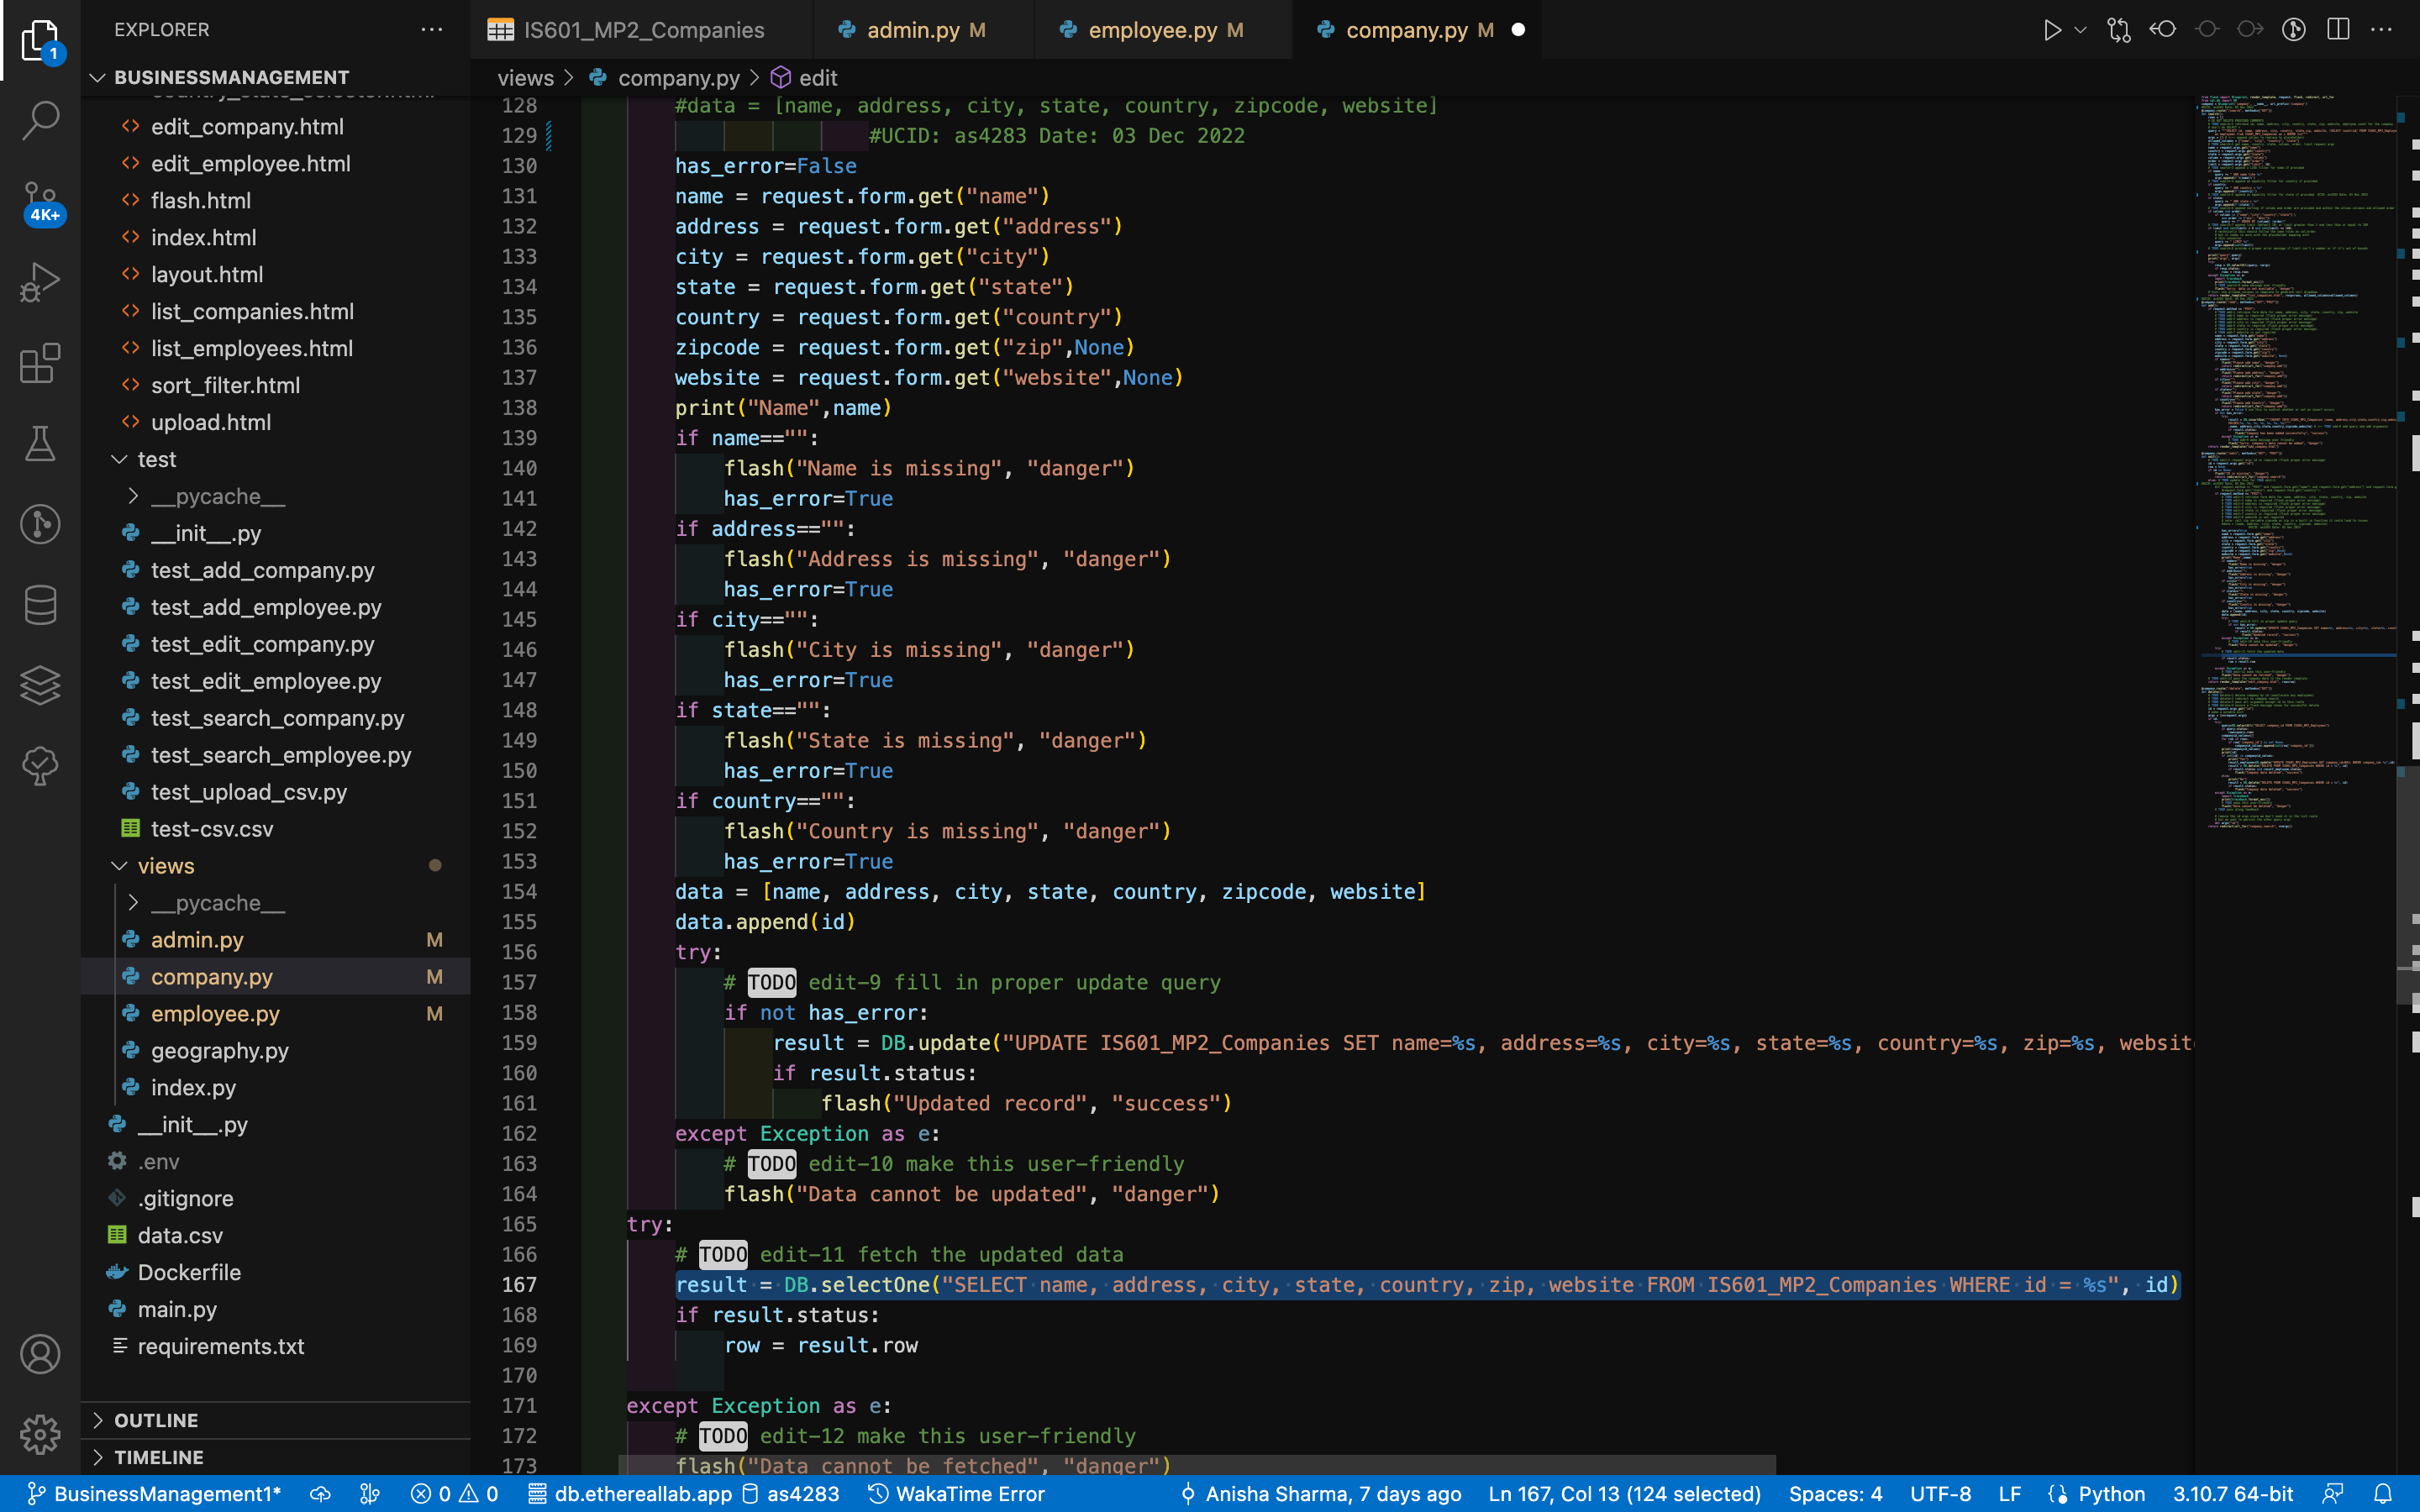 EXPLORER
BUSINESSMANAGEMENT
edit_company.html
edit_employee.html
flash.html
index.html
layout.html
list_companies.html
list_employees.html
sort_filter.html
upload.html
test
__pycache__
__init__.py
test_add_company.py
test_add_employee.py
test_edit_company.py
test_edit_employee.py
test_search_company.py
test_search_employee.py
test_upload_csv.py
test-csv.csv
views
__pycache__
admin.py M
company.py M
employee.py M
geography.py
index.py
__init__.py
.env
.gitignore
data.csv
Dockerfile
main.py
requirements.txt
OUTLINE
TIMELINE
1
4K+
IS601_MP2_Companies
admin.py M
employee.py M
company.py M
views > company.py > edit
128 #data = [name, address, city, state, country, zipcode, website]
129 #UCID: as4283 Date: 03 Dec 2022
130 has_error=False
131 name = request.form.get("name")
132 address = request.form.get("address")
133 city = request.form.get("city")
134 state = request.form.get("state")
135 country = request.form.get("country")
136 zipcode = request.form.get("zip",None)
137 website = request.form.get("website",None)
138 print("Name",name)
139 if name=="":
140 flash("Name is missing", "danger")
141 has_error=True
142 if address=="":
143 flash("Address is missing", "danger")
144 has_error=True
145 if city=="":
146 flash("City is missing", "danger")
147 has_error=True
148 if state=="":
149 flash("State is missing", "danger")
150 has_error=True
151 if country=="":
152 flash("Country is missing", "danger")
153 has_error=True
154 data = [name, address, city, state, country, zipcode, website]
155 data.append(id)
156 try:
157 # TODO edit-9 fill in proper update query
158 if not has_error:
159 result = DB.update("UPDATE IS601_MP2_Companies SET name=%s, address=%s, city=%s, state=%s, country=%s, zip=%s, websit
160 if result.status:
161 flash("Updated record", "success")
162 except Exception as e:
163 # TODO edit-10 make this user-friendly
164 flash("Data cannot be updated", "danger")
165 try:
166 # TODO edit-11 fetch the updated data
167 result = DB.selectOne("SELECT name, address, city, state, country, zip, website FROM IS601_MP2_Companies WHERE id = %s", id)
168 if result.status:
169 row = result.row
170
171 except Exception as e:
172 # TODO edit-12 make this user-friendly
173 flash("Data cannot be fetched", "danger")
BusinessManagement1* 0 0 db.ethereallab.app as4283 WakaTime Error Anisha Sharma, 7 days ago Ln 167, Col 13 (124 selected) Spaces: 4 UTF-8 LF Python 3.10.7 64-bit